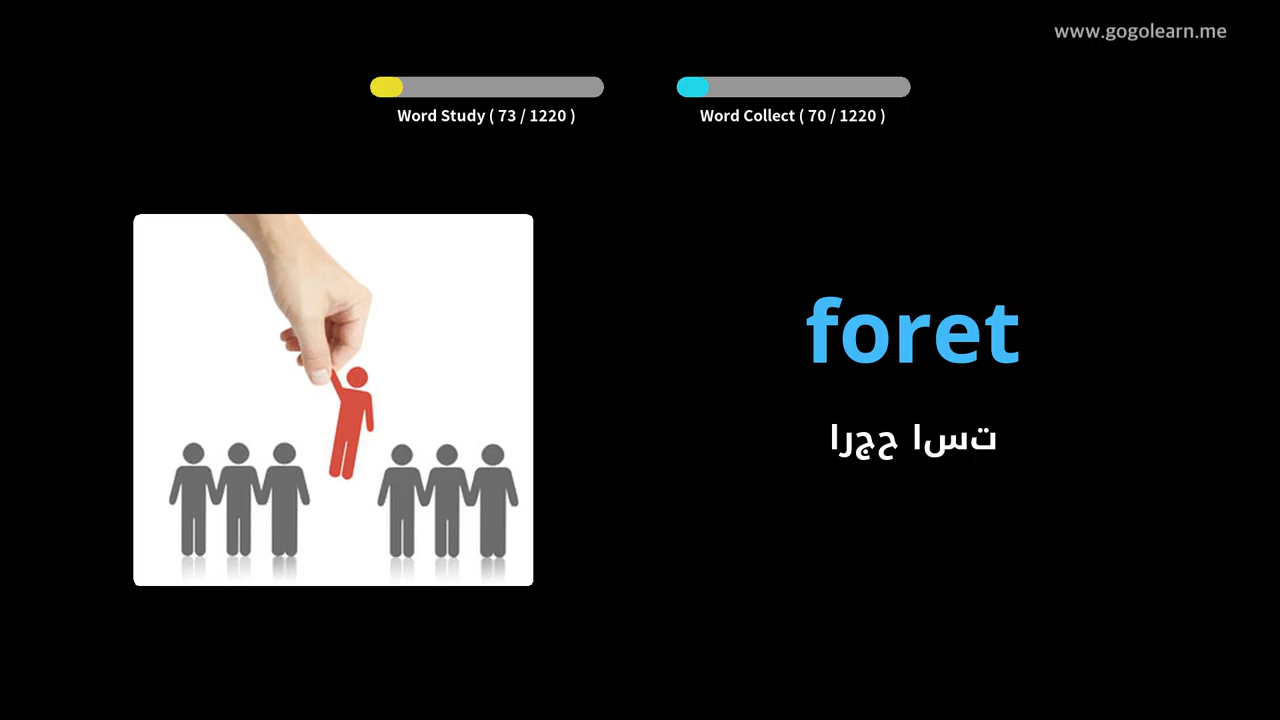 www.gogolearn.me
Word Study ( 73 / 1220 )
Word Collect ( 70 / 1220 )
foret
ارجح است